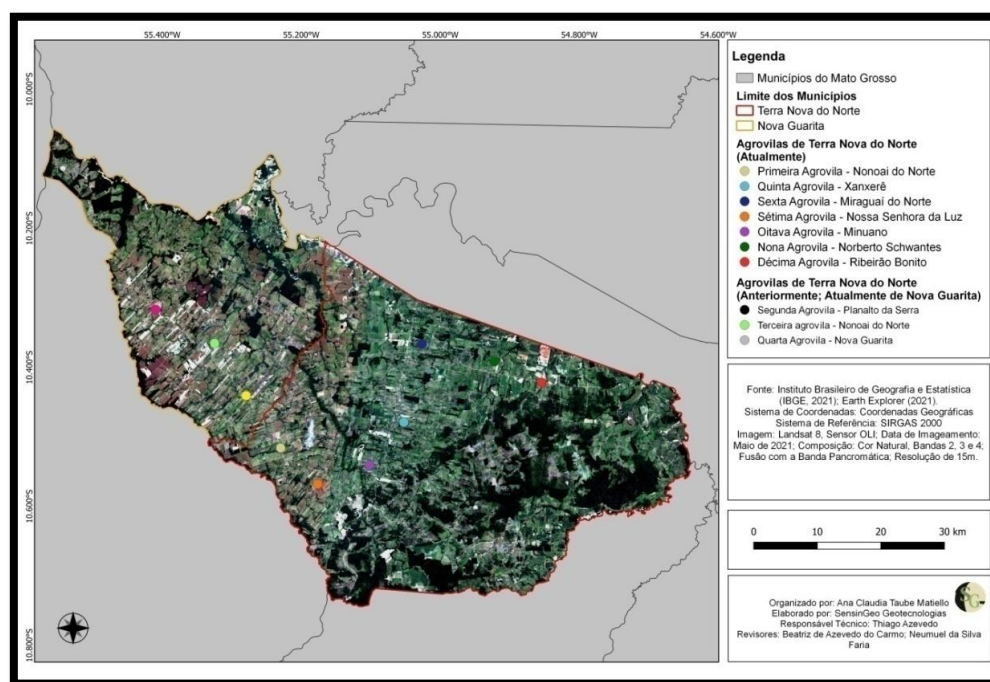 55.400°W 55.200°W 55.000°W 54.800°W 54.600°W
10.000°S
10.200°S
10.400°S
10.600°S
10.800°S
Legenda
Municípios do Mato Grosso
Limite dos Municípios
Terra Nova do Norte
Nova Guarita
Agrovilas de Terra Nova do Norte
(Atualmente)
Primeira Agrovila - Nonoai do Norte
Quinta Agrovila - Xanxerê
Sexta Agrovila - Miraguaí do Norte
Sétima Agrovila - Nossa Senhora da Luz
Oitava Agrovila - Minuano
Nona Agrovila - Norberto Schwantes
Décima Agrovila - Ribeirão Bonito
Agrovilas de Terra Nova do Norte
(Anteriormente; Atualmente de Nova Guarita)
Segunda Agrovila - Planalto da Serra
Terceira agrovila - Nonoai do Norte
Quarta Agrovila - Nova Guarita
Fonte: Instituto Brasileiro de Geografia e Estatística
(IBGE, 2021); Earth Explorer (2021).
Sistema de Coordenadas: Coordenadas Geográficas
Sistema de Referência: SIRGAS 2000
Imagem: Landsat 8, Sensor OLI; Data de Imageamento:
Maio de 2021; Composição: Cor Natural, Bandas 2, 3 e 4;
Fusão com a Banda Pancromática; Resolução de 15m.
0 10 20 30 km
Organizado por: Ana Claudia Taube Matiello
Elaborado por: SensinGeo Geotecnologias
Responsável Técnico: Thiago Azevedo
Revisores: Beatriz de Azevedo do Carmo; Neumuel da Silva
Faria
SG